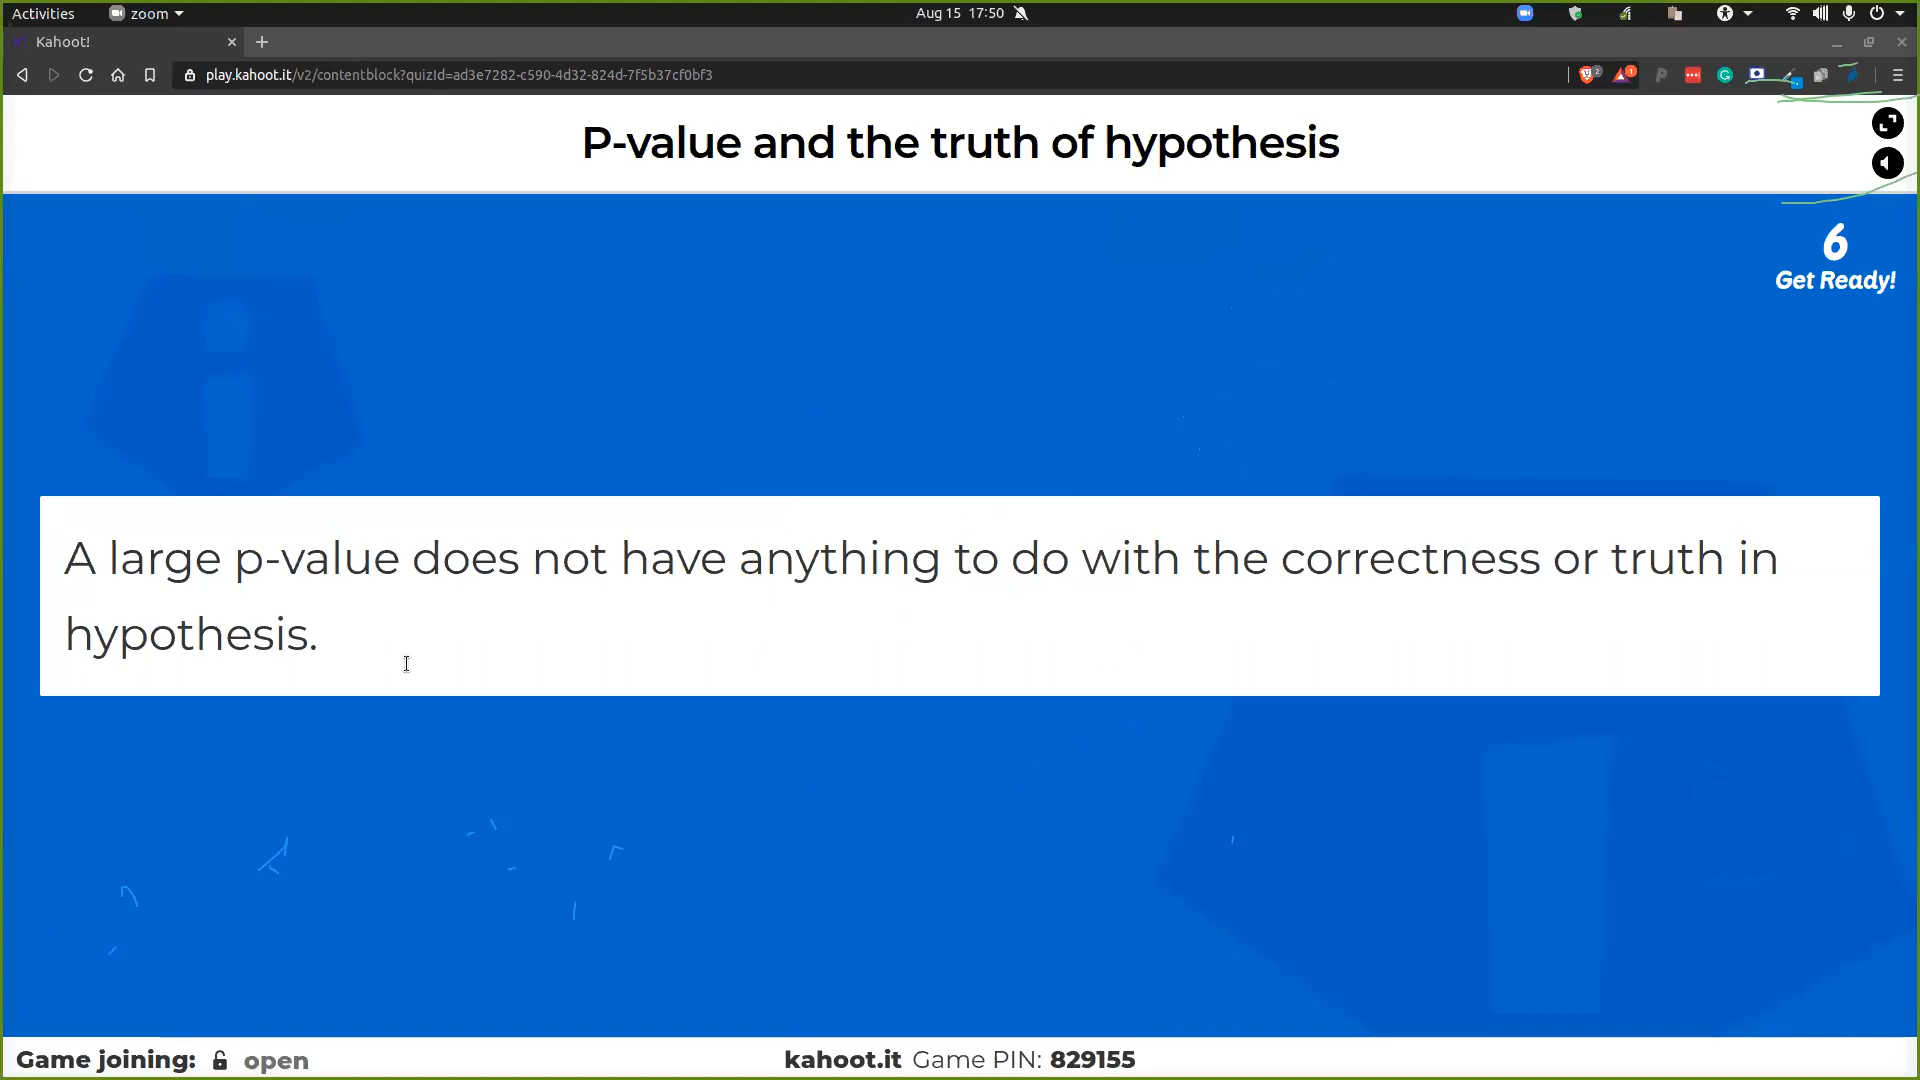 Activities zoom Aug 15 17:50
Kahoot!
play.kahoot.it/v2/contentblock?quizId=ad3e7282-c590-4d32-824d-7f5b37cf0bf3
P-value and the truth of hypothesis
6
Get Ready!
A large p-value does not have anything to do with the correctness or truth in
hypothesis.
Game joining: open kahoot.it Game PIN: 829155